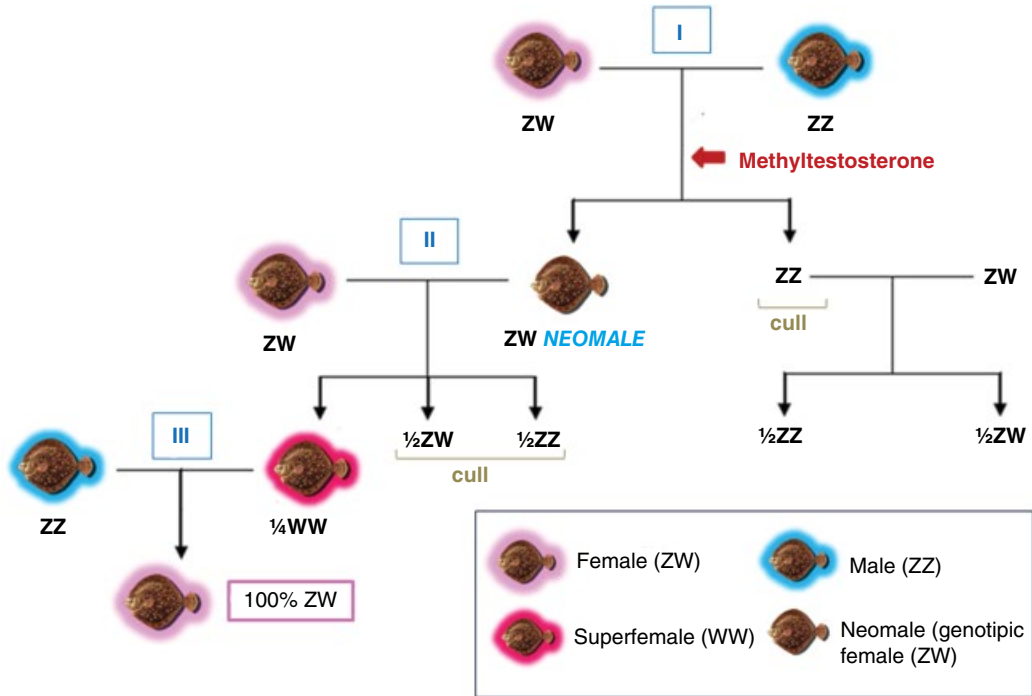 I
ZW
ZZ
Methyltestosterone
II
ZW
ZW NEOMALE
ZZ
cull
ZW
III
ZZ
¼WW
½ZW
½ZZ
cull
½ZZ
½ZW
100% ZW
Female (ZW)
Male (ZZ)
Superfemale (WW)
Neomale (genotipic
female (ZW)